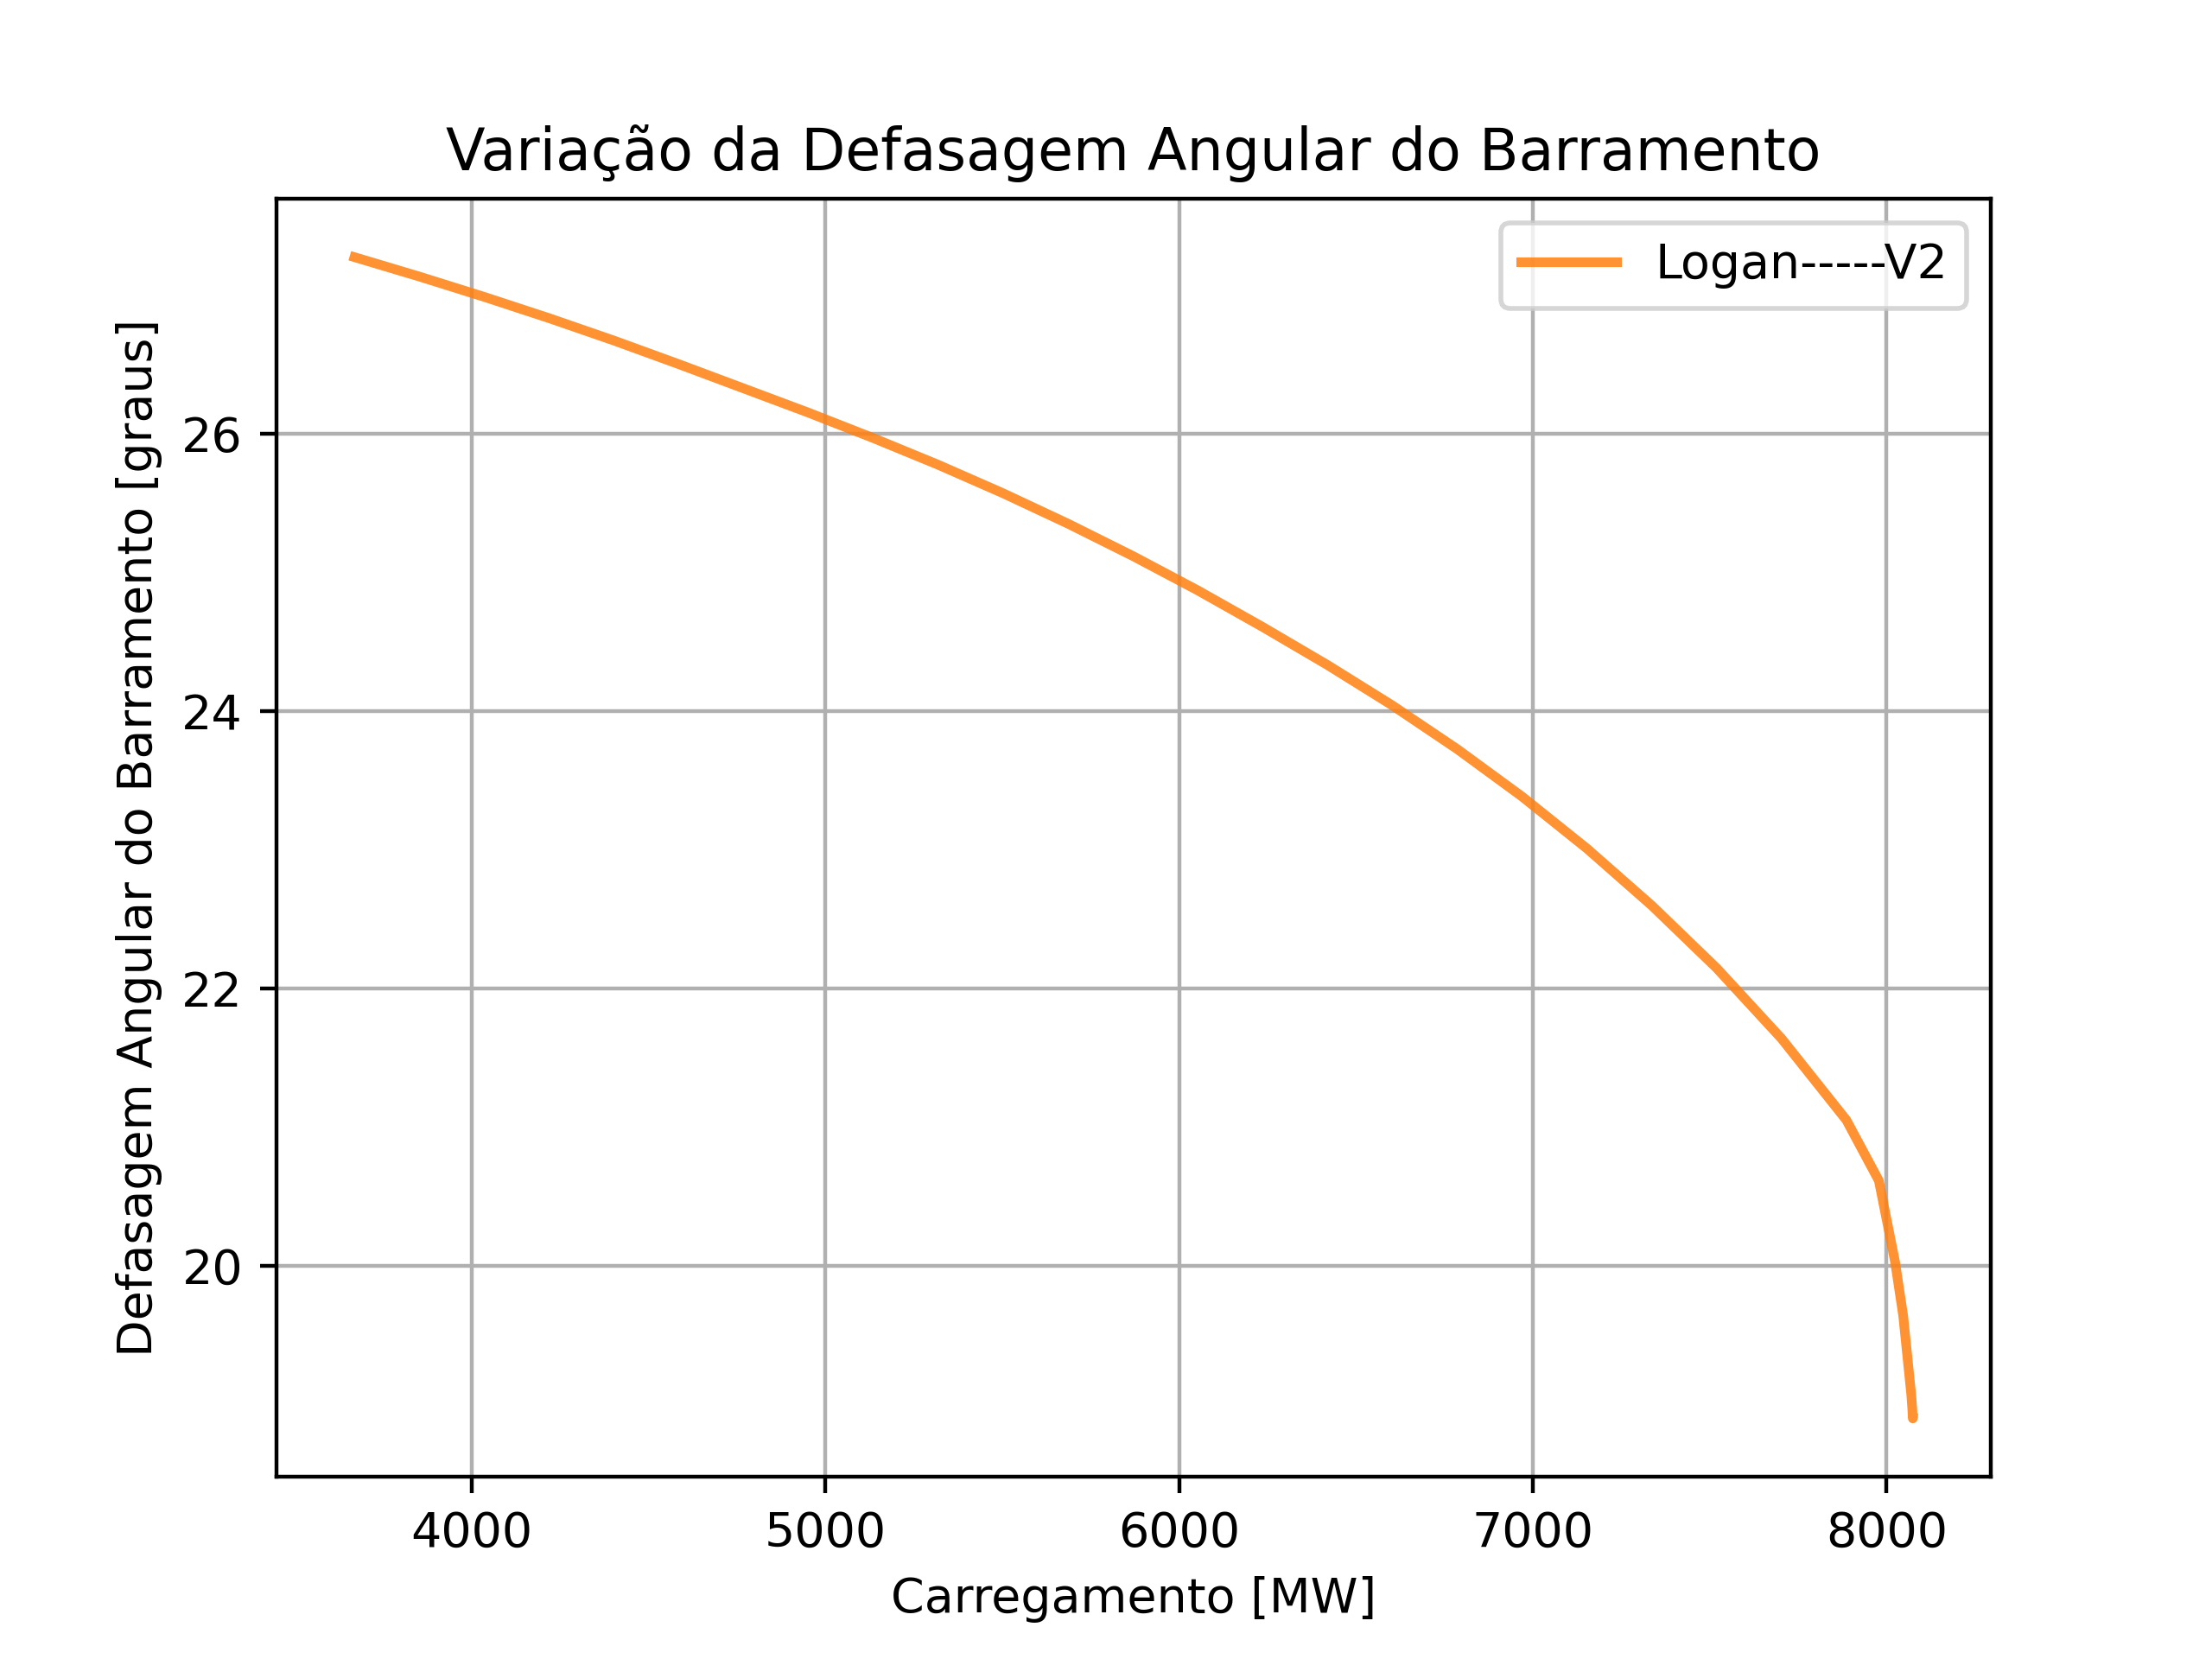 Variação da Defasagem Angular do Barramento
Logan-----V2
Defasagem Angular do Barramento [graus]
26
24
22
20
4000 5000 6000 7000 8000
Carregamento [MW]